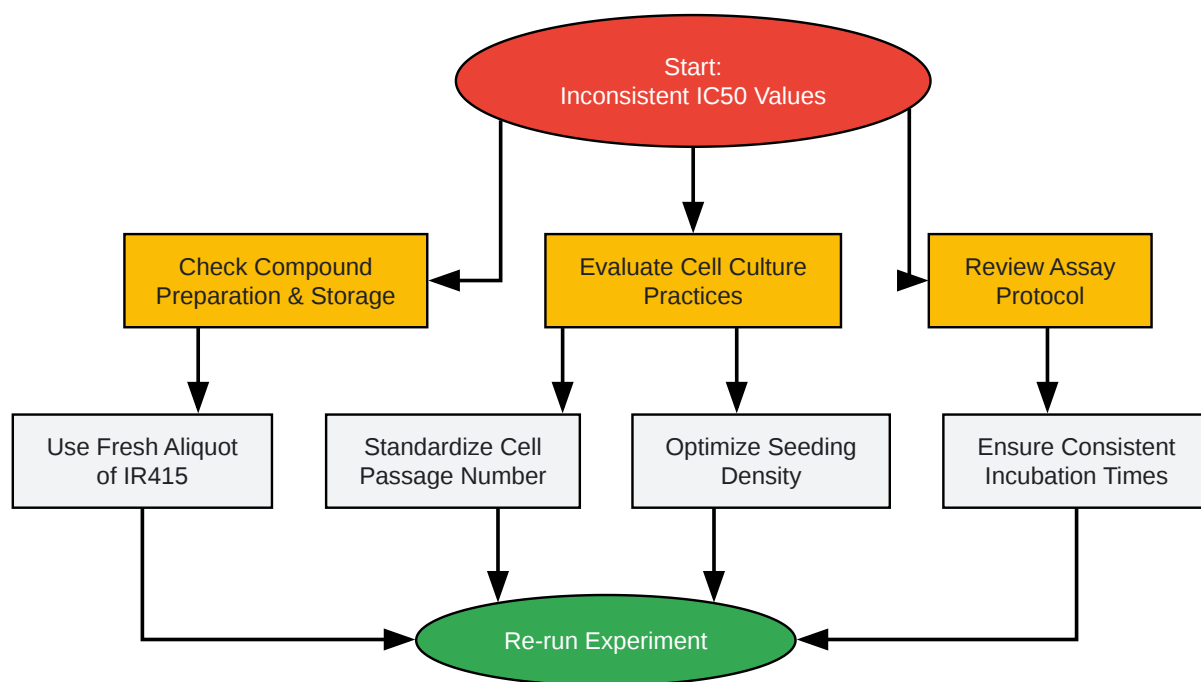 Start:
Inconsistent IC50 Values
Check Compound
Preparation & Storage
Evaluate Cell Culture
Practices
Review Assay
Protocol
Use Fresh Aliquot
of IR415
Standardize Cell
Passage Number
Optimize Seeding
Density
Ensure Consistent
Incubation Times
Re-run Experiment